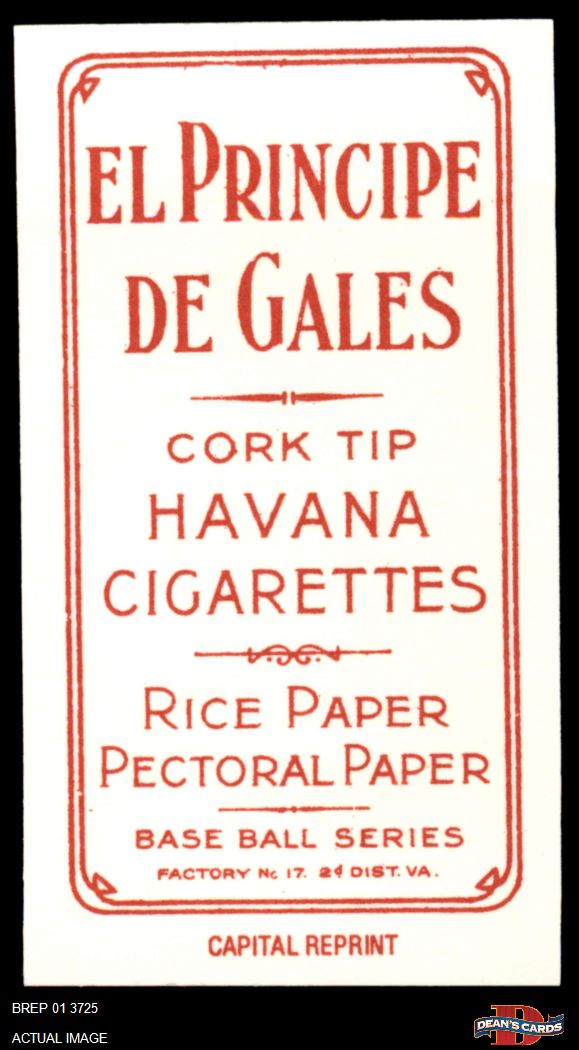 EL PRINCIPE
DE GALES
CORK TIP
HAVANA
CIGARETTES
RICE PAPER
PECTORAL PAPER
BASE BALL SERIES
FACTORY No 17. 2d DIST. VA.
CAPITAL REPRINT
BREP 01 3725
ACTUAL IMAGE
D
DEAN'S CARDS